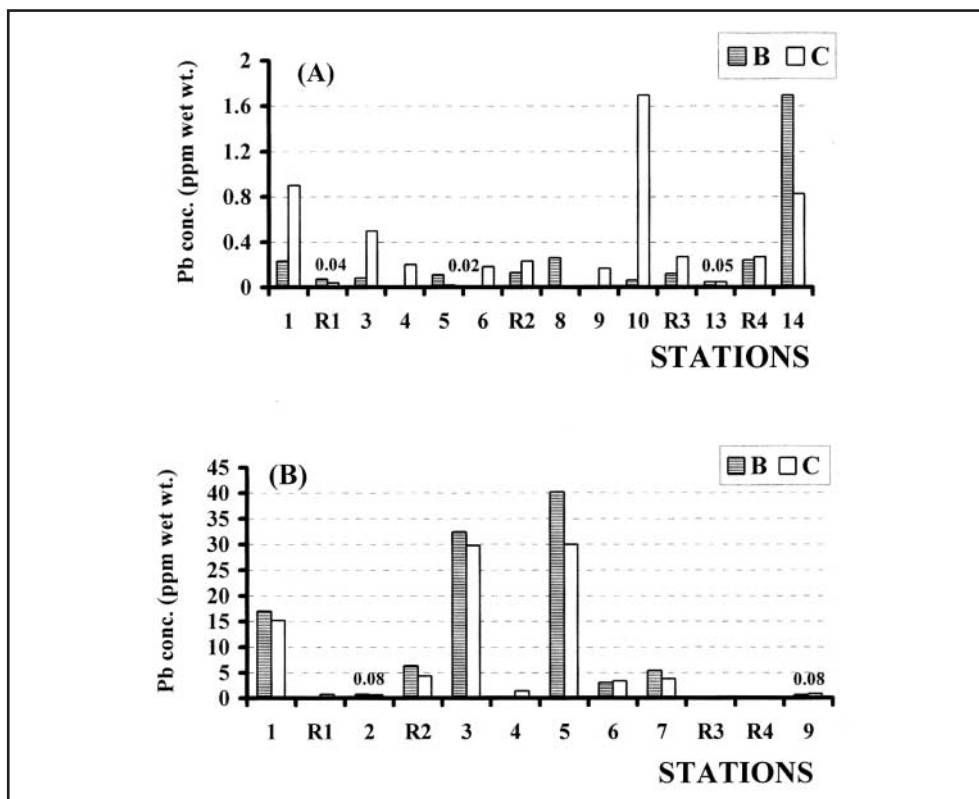 (A)
B C
Pb conc. (ppm wet wt.)
2
1.6
1.2
0.8
0.4
0
0.04 0.02 0.05
1 R1 3 4 5 6 R2 8 9 10 R3 13 R4 14
STATIONS
(B)
B C
Pb conc. (ppm wet wt.)
45
40
35
30
25
20
15
10
5
0
0.08 0.08
1 R1 2 R2 3 4 5 6 7 R3 R4 9
STATIONS